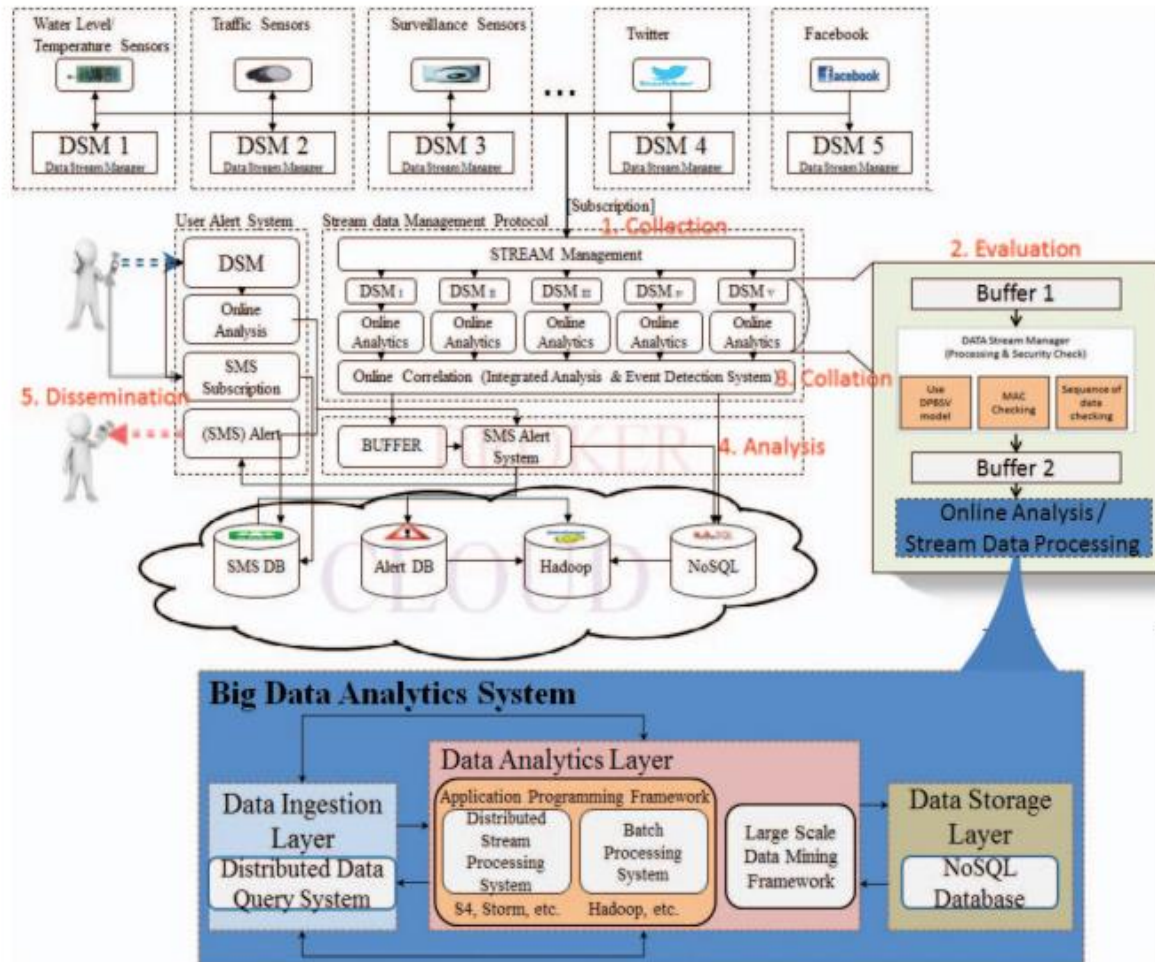 Water Level/
Temperature Sensors
Traffic Sensors
Surveillance Sensors
Twitter
Facebook
facebook
...
DSM 1
Data Stream Manager
DSM 2
Data Stream Manager
DSM 3
Data Stream Manager
DSM 4
Data Stream Manager
DSM 5
Data Stream Manager
[Subscription]
User Alert System
Stream data Management Protocol
1. Collection
STREAM Management
DSM I
DSM II
DSM III
DSM IV
DSM V
Online
Analytics
Online
Analytics
Online
Analytics
Online
Analytics
Online
Analytics
Online Correlation (Integrated Analysis & Event Detection System)
3. Collation
DSM
Online
Analysis
SMS
Subscription
(SMS) Alert
5. Dissemination
BUFFER
SMS Alert
System
4. Analysis
BROKER
2. Evaluation
Buffer 1
DATA Stream Manager
(Processing & Security Check)
Use
DPBSV
model
MAC
Checking
Sequence of
data
checking
Buffer 2
Online Analysis /
Stream Data Processing
SMS DB
Alert DB
Hadoop
NoSQL
CLOUD
Big Data Analytics System
Data Ingestion
Layer
Distributed Data
Query System
Data Analytics Layer
Application Programming Framework
Distributed
Stream
Processing
System
S4, Storm, etc.
Batch
Processing
System
Hadoop, etc.
Large Scale
Data Mining
Framework
Data Storage
Layer
NoSQL
Database